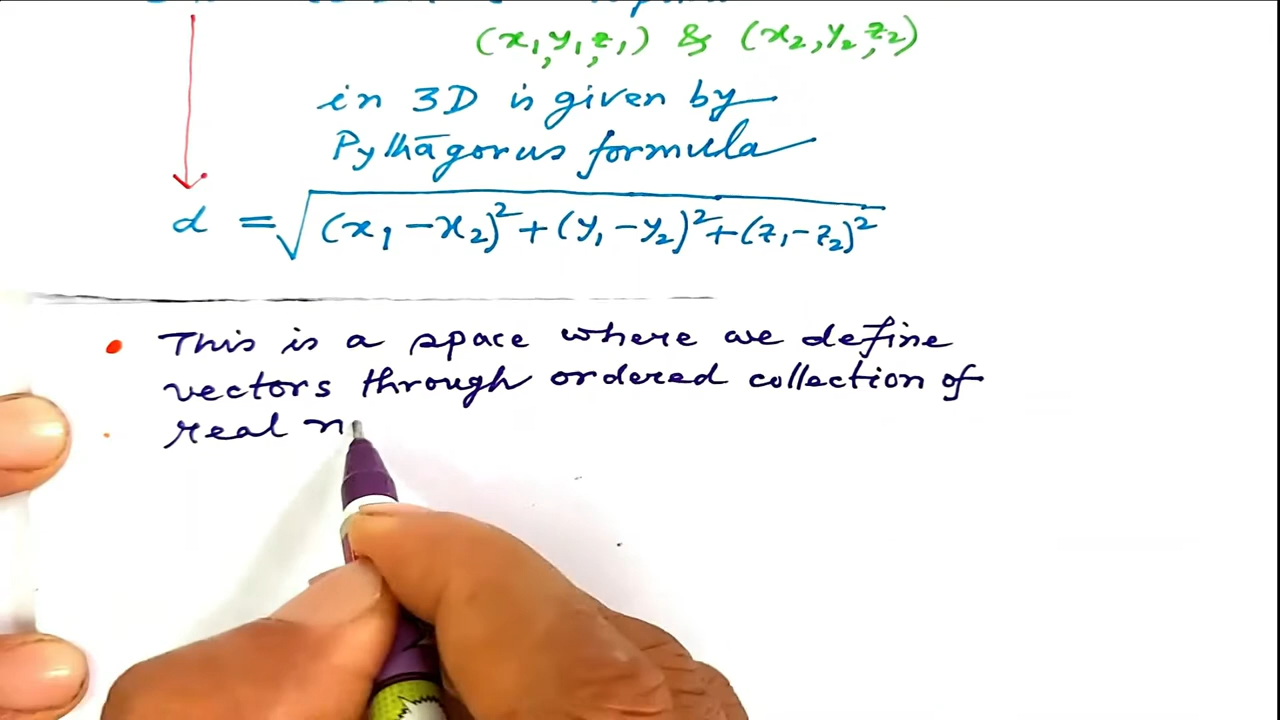 (x₁,y₁,z₁) & (x₂,y₂,z₂)
in 3D is given by
Pythāgorus formula
d = √(x₁-x₂)²+(y₁-y₂)²+(z₁-z₂)²
• This is a space where we define
vectors through ordered collection of
real n